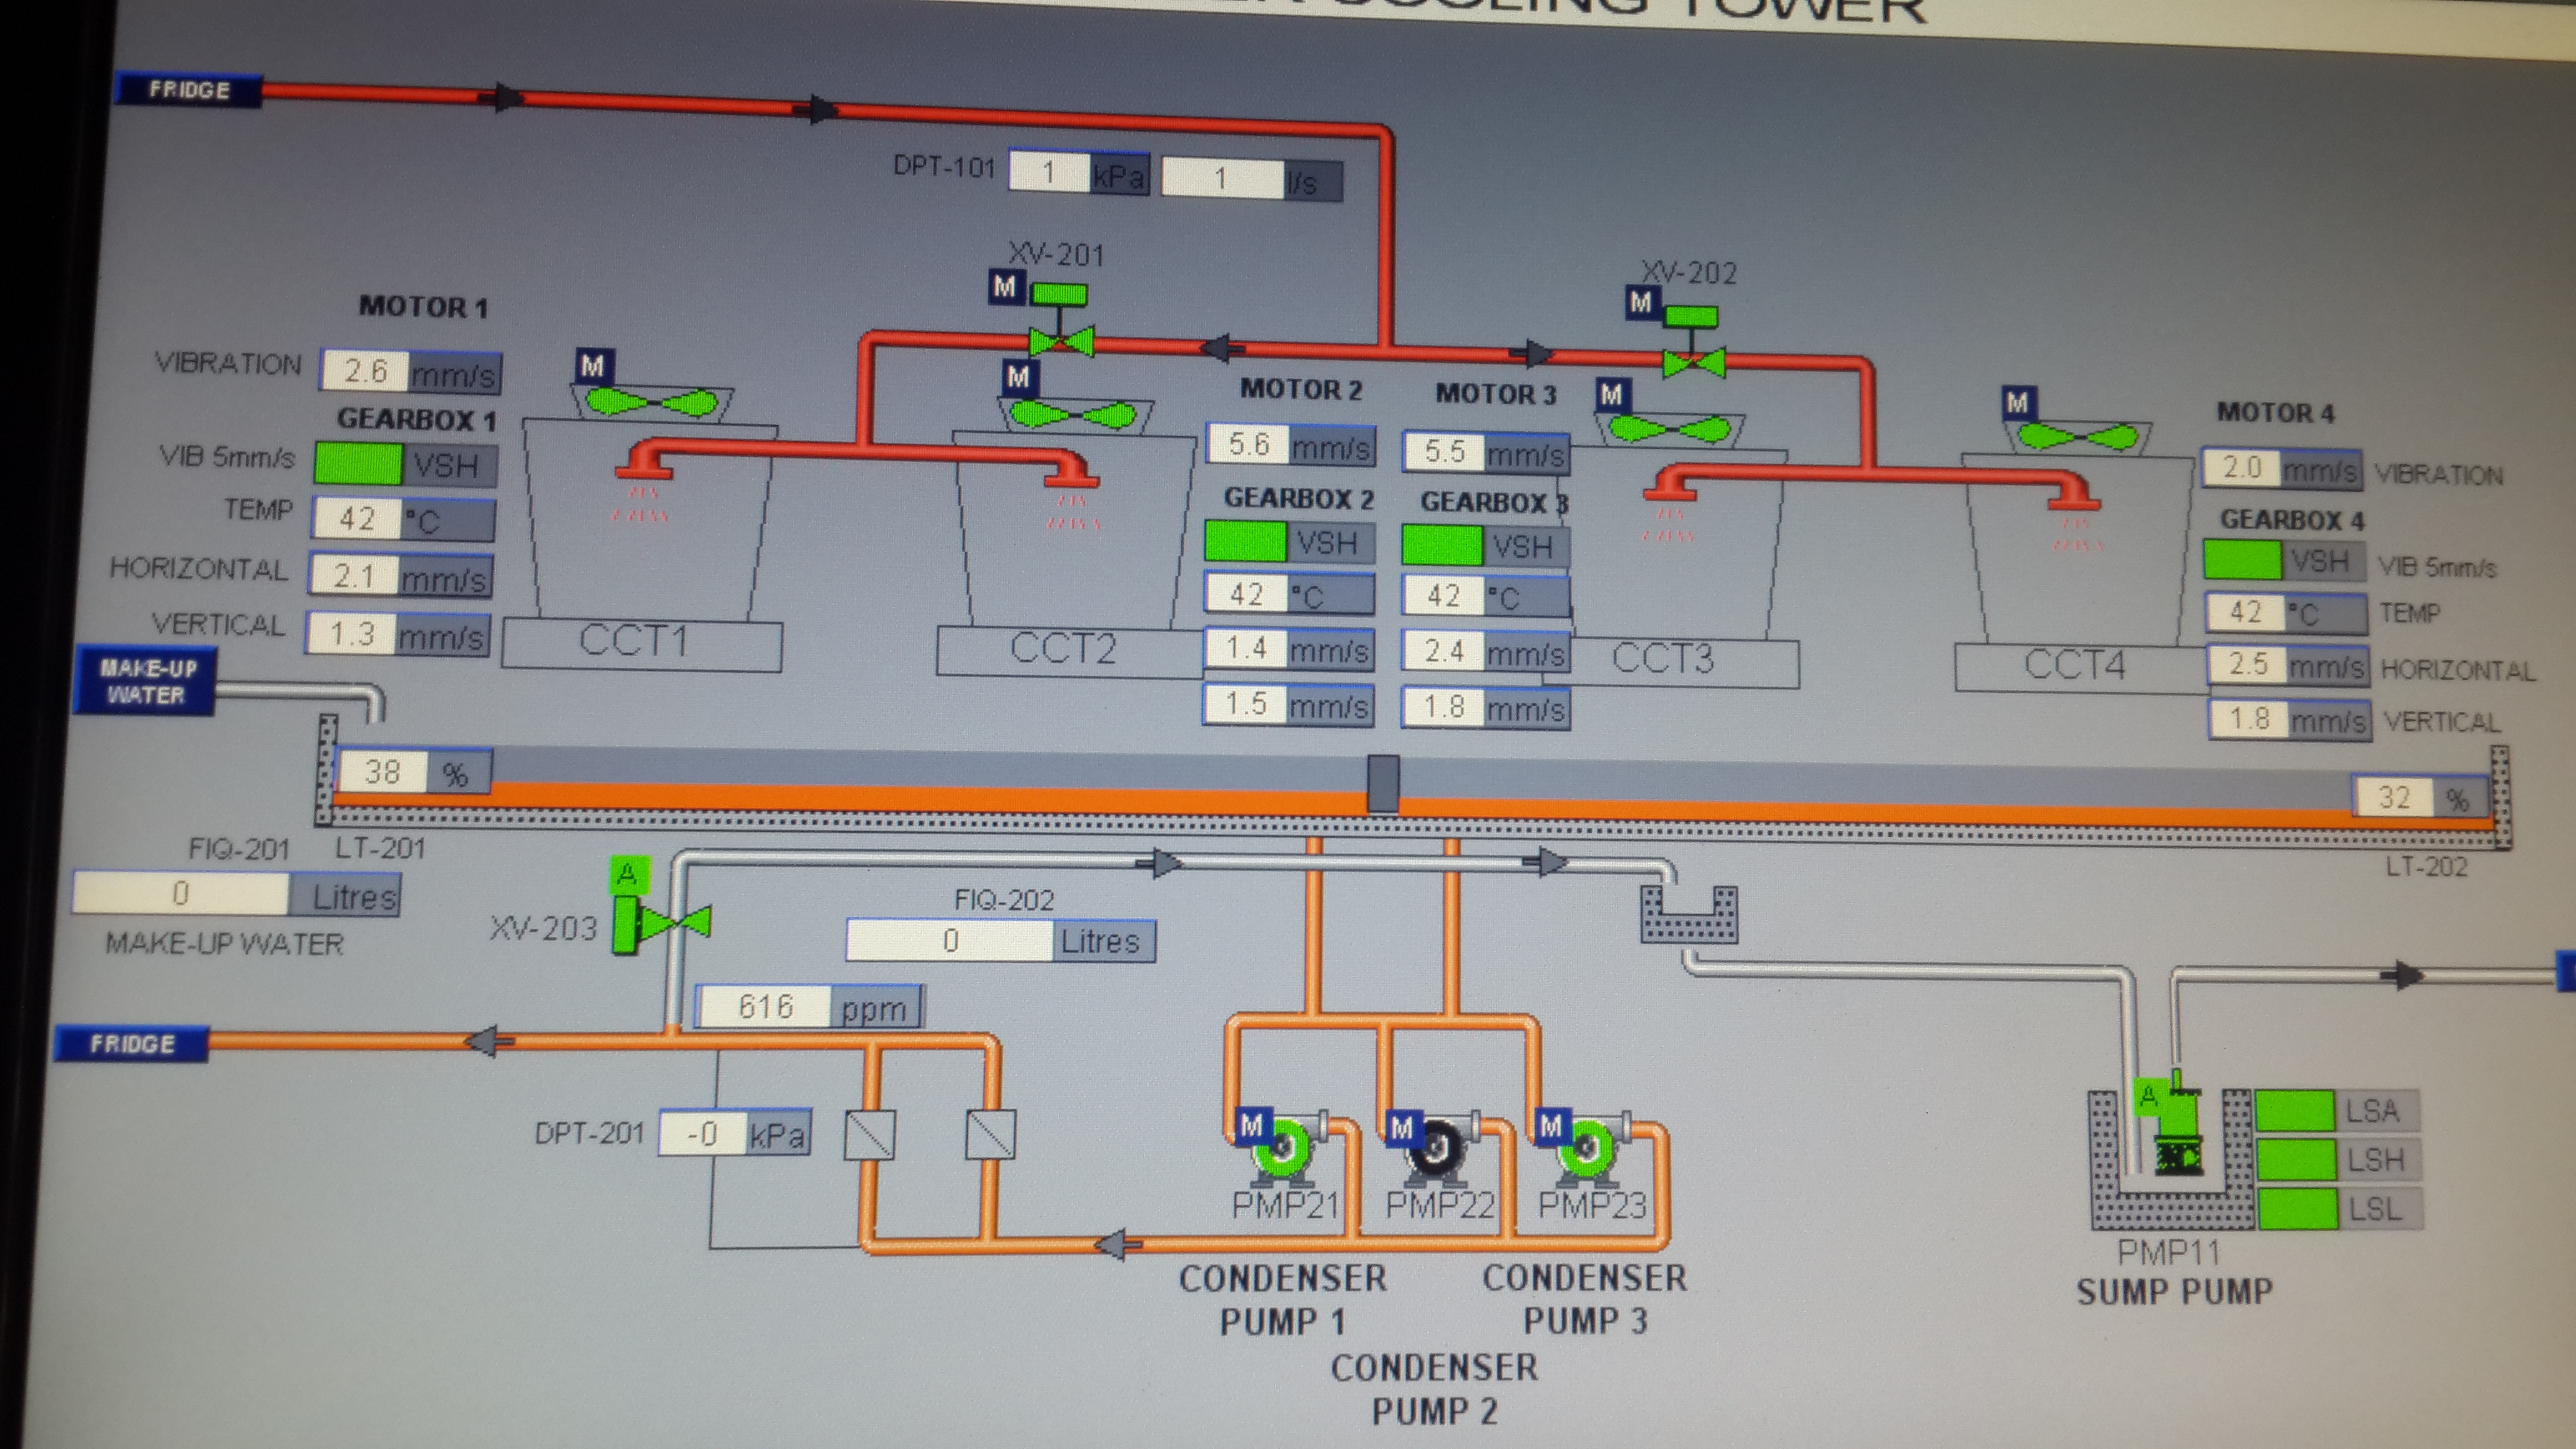 COOLING TOWER
FRIDGE
DPT-101 1 kPa 1 l/s
XV-201
M
XV-202
M
MOTOR 1
VIBRATION 2.6 mm/s
GEARBOX 1
VIB 5mm/s VSH
TEMP 42 °C
HORIZONTAL 2.1 mm/s
VERTICAL 1.3 mm/s
M
CCT1
M
CCT2
MOTOR 2
5.6 mm/s
GEARBOX 2
VSH
42 °C
1.4 mm/s
1.5 mm/s
MOTOR 3
5.5 mm/s
GEARBOX 3
VSH
42 °C
2.4 mm/s
1.8 mm/s
M
CCT3
M
CCT4
MOTOR 4
2.0 mm/s VIBRATION
GEARBOX 4
VSH VIB 5mm/s
42 °C TEMP
2.5 mm/s HORIZONTAL
1.8 mm/s VERTICAL
MAKE-UP
WATER
38 %
32 %
FIQ-201 LT-201
LT-202
0 Litres
MAKE-UP WATER
A
XV-203
FIQ-202
0 Litres
616 ppm
FRIDGE
DPT-201 -0 kPa
M
PMP21
M
PMP22
M
PMP23
CONDENSER
PUMP 1
CONDENSER
PUMP 3
CONDENSER
PUMP 2
A
LSA
LSH
LSL
PMP11
SUMP PUMP